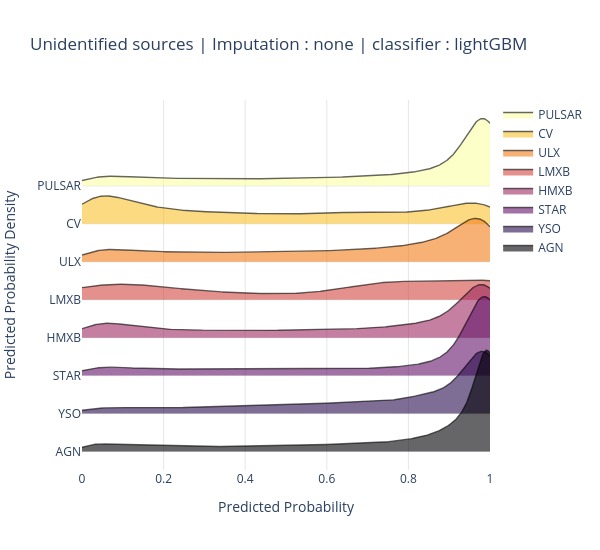 Unidentified sources | Imputation : none | classifier : lightGBM
PULSAR
CV
ULX
LMXB
HMXB
STAR
YSO
AGN
Predicted Probability Density
PULSAR
CV
ULX
LMXB
HMXB
STAR
YSO
AGN
0 0.2 0.4 0.6 0.8 1
Predicted Probability